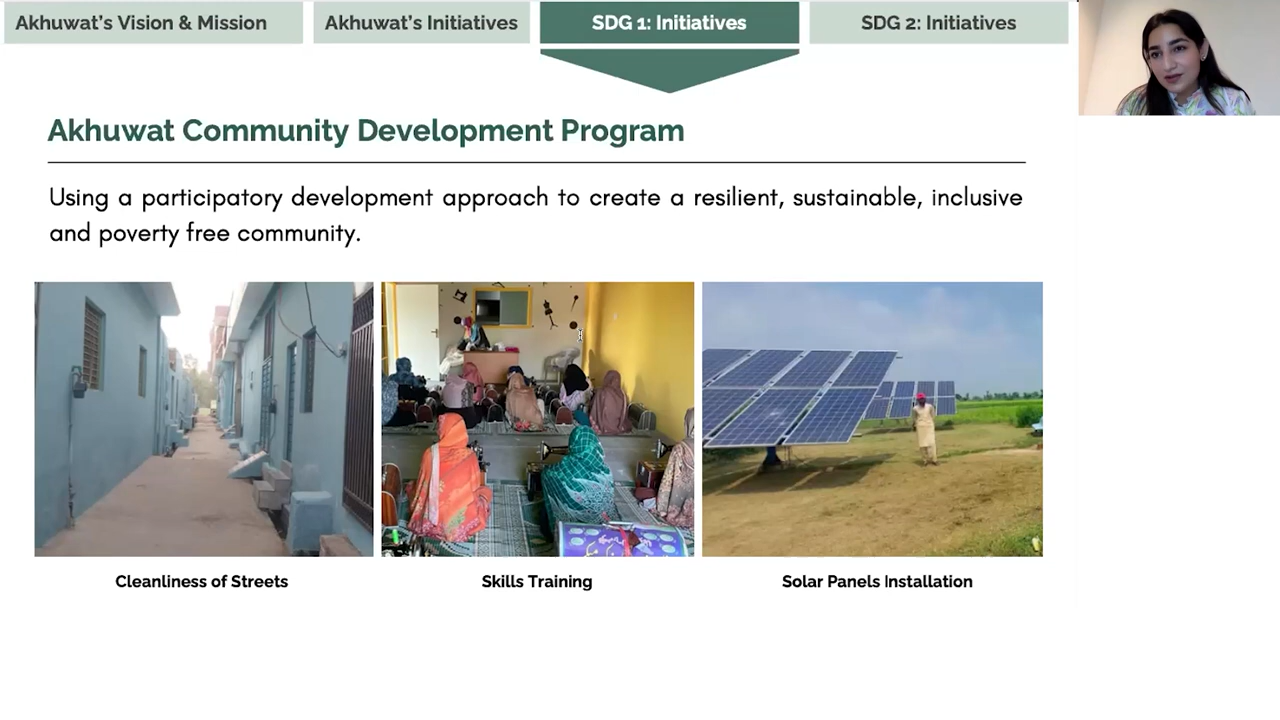 Akhuwat's Vision & Mission
Akhuwat's Initiatives
SDG 1: Initiatives
SDG 2: Initiatives
Akhuwat Community Development Program
Using a participatory development approach to create a resilient, sustainable, inclusive
and poverty free community.
Cleanliness of Streets
Skills Training
Solar Panels Installation